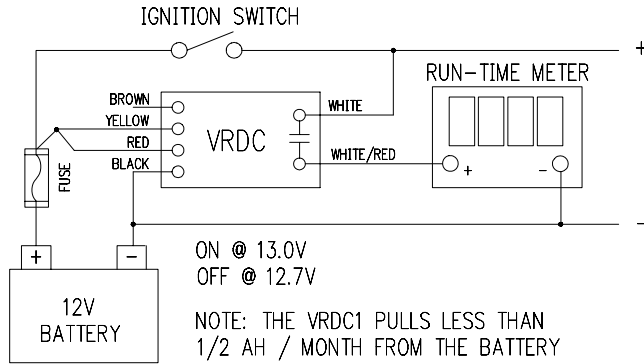 IGNITION SWITCH
+
RUN-TIME METER
BROWN
YELLOW
RED
BLACK
VRDC
WHITE
WHITE/RED
+ -
FUSE
-
+ -
12V
BATTERY
ON @ 13.0V
OFF @ 12.7V
NOTE: THE VRDC1 PULLS LESS THAN
1/2 AH / MONTH FROM THE BATTERY